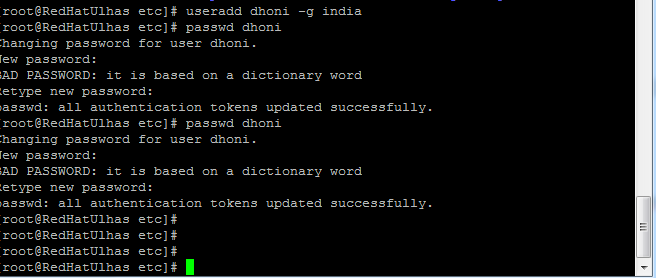 [root@RedHatUlhas etc]# useradd dhoni -g india
[root@RedHatUlhas etc]# passwd dhoni
Changing password for user dhoni.
New password:
BAD PASSWORD: it is based on a dictionary word
Retype new password:
passwd: all authentication tokens updated successfully.
[root@RedHatUlhas etc]# passwd dhoni
Changing password for user dhoni.
New password:
BAD PASSWORD: it is based on a dictionary word
Retype new password:
passwd: all authentication tokens updated successfully.
[root@RedHatUlhas etc]#
[root@RedHatUlhas etc]#
[root@RedHatUlhas etc]#
[root@RedHatUlhas etc]#